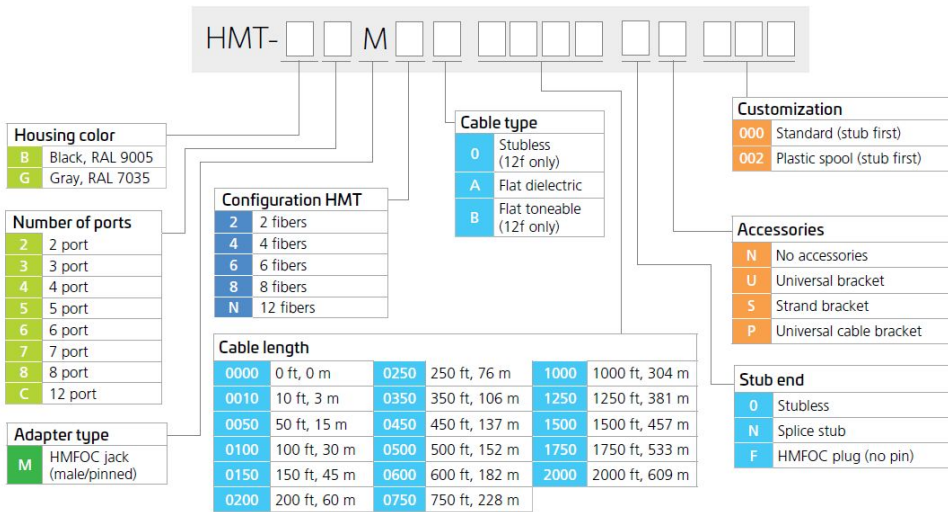 HMT- M
Housing color
B Black, RAL 9005
G Gray, RAL 7035
Number of ports
2 2 port
3 3 port
4 4 port
5 5 port
6 6 port
7 7 port
8 8 port
C 12 port
Adapter type
M HMFOC jack
(male/pinned)
Configuration HMT
2 2 fibers
4 4 fibers
6 6 fibers
8 8 fibers
N 12 fibers
Cable type
0 Stubless
(12f only)
A Flat dielectric
B Flat toneable
(12f only)
Cable length
0000 0 ft, 0 m 0250 250 ft, 76 m 1000 1000 ft, 304 m
0010 10 ft, 3 m 0350 350 ft, 106 m 1250 1250 ft, 381 m
0050 50 ft, 15 m 0450 450 ft, 137 m 1500 1500 ft, 457 m
0100 100 ft, 30 m 0500 500 ft, 152 m 1750 1750 ft, 533 m
0150 150 ft, 45 m 0600 600 ft, 182 m 2000 2000 ft, 609 m
0200 200 ft, 60 m 0750 750 ft, 228 m
Customization
000 Standard (stub first)
002 Plastic spool (stub first)
Accessories
N No accessories
U Universal bracket
S Strand bracket
P Universal cable bracket
Stub end
0 Stubless
N Splice stub
F HMFOC plug (no pin)